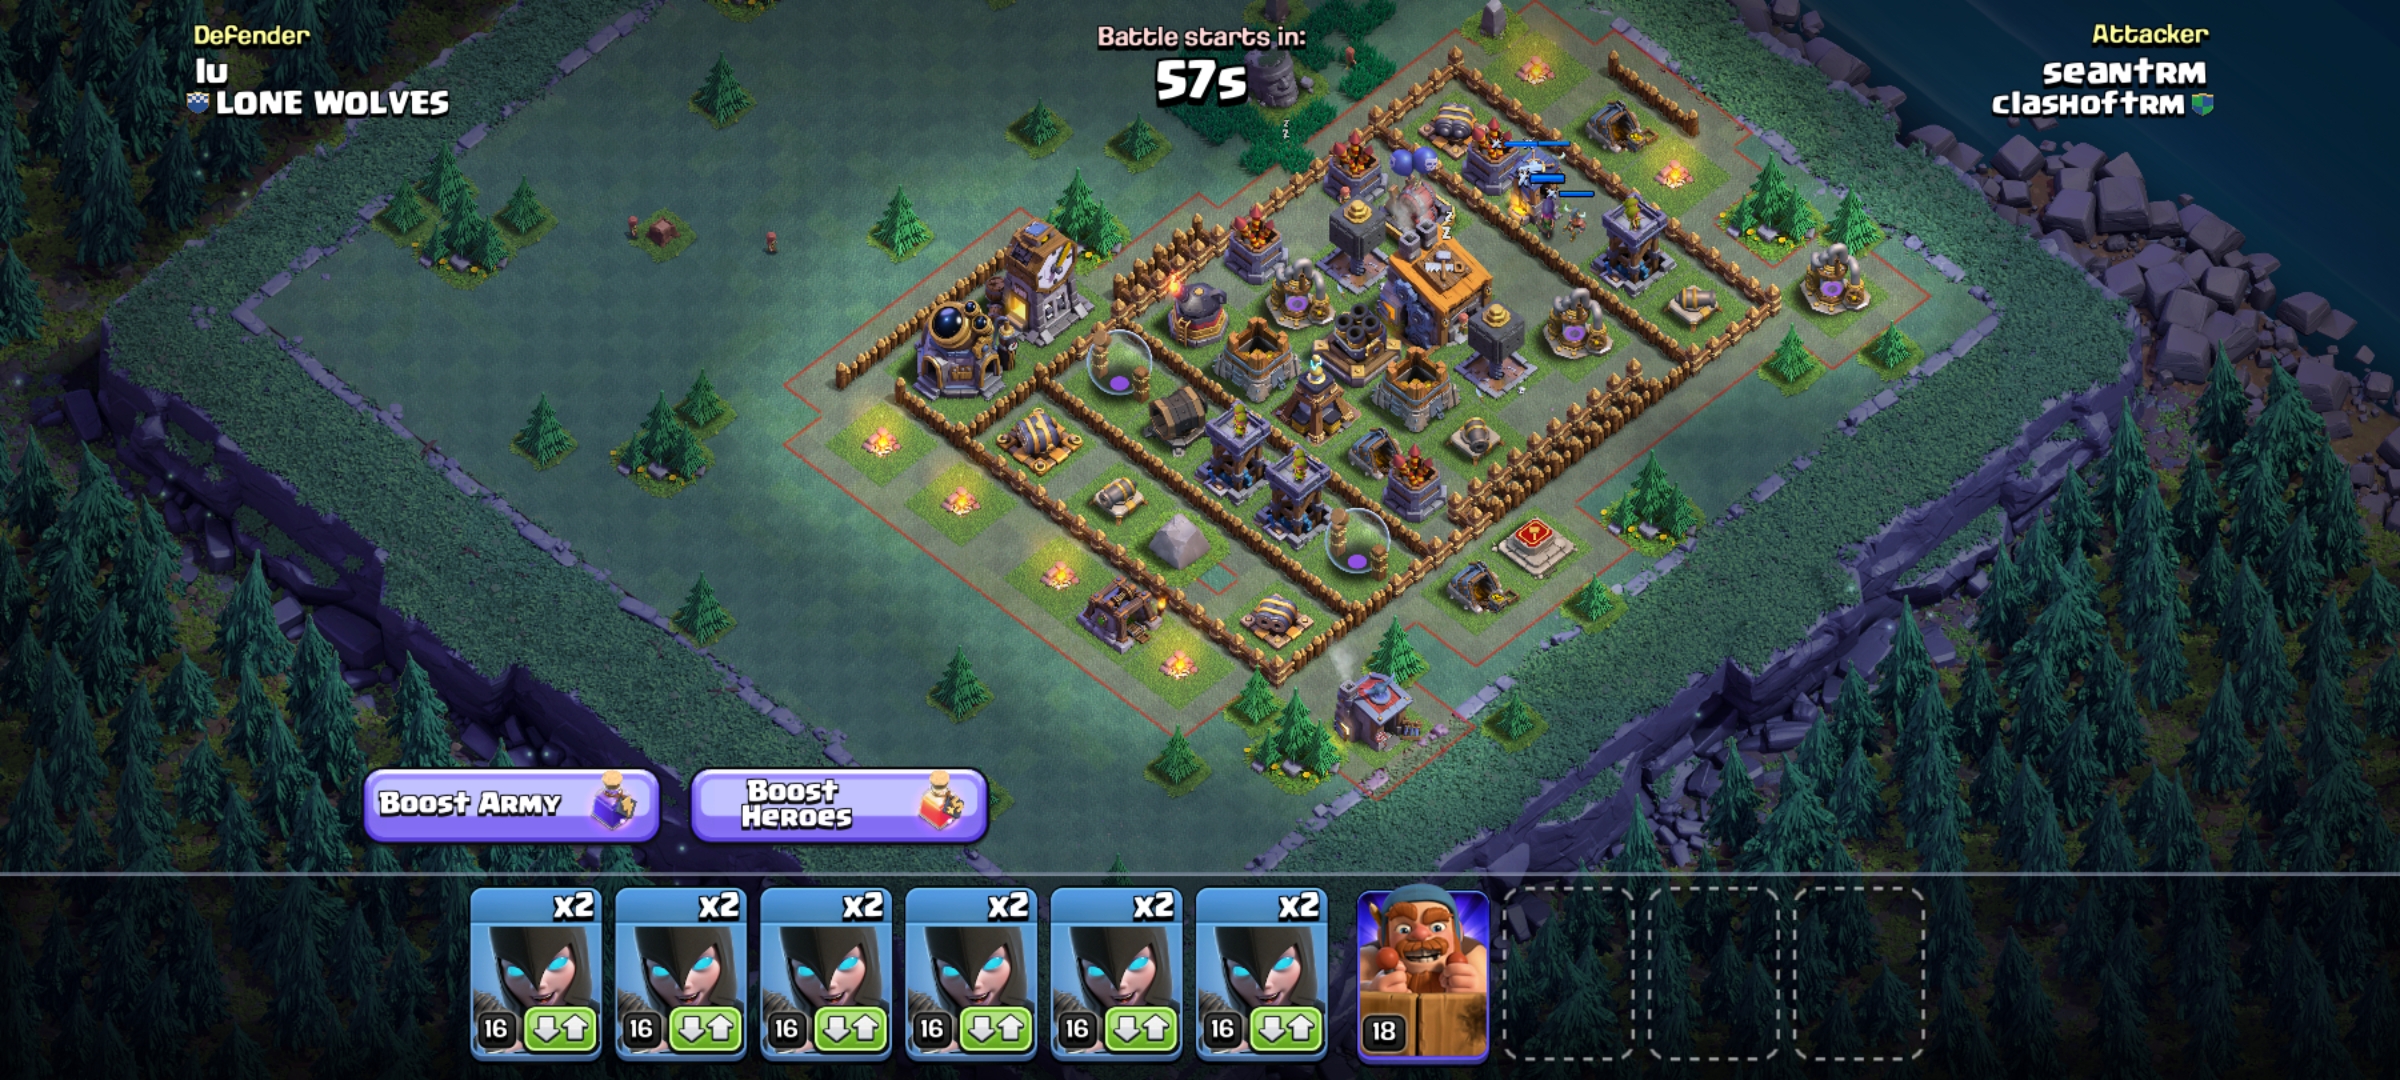 Defender
lu
LONE WOLVES
Battle starts in:
57s
Attacker
seantRM
clashoftRM
z
z
z
z
Boost Army
Boost
Heroes
x2
x2
x2
x2
x2
x2
16
16
16
16
16
16
18